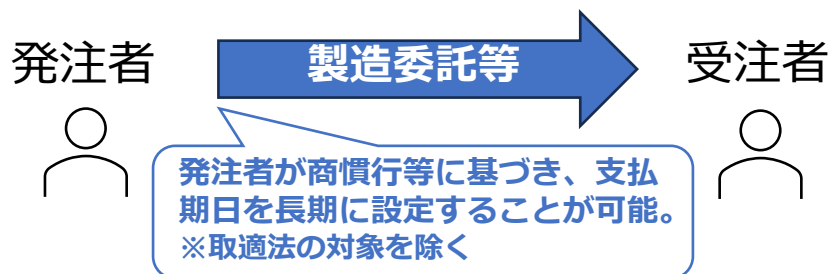 発注者
製造委託等
受注者
発注者が商慣行等に基づき、支払
期日を長期に設定することが可能。
※取適法の対象を除く